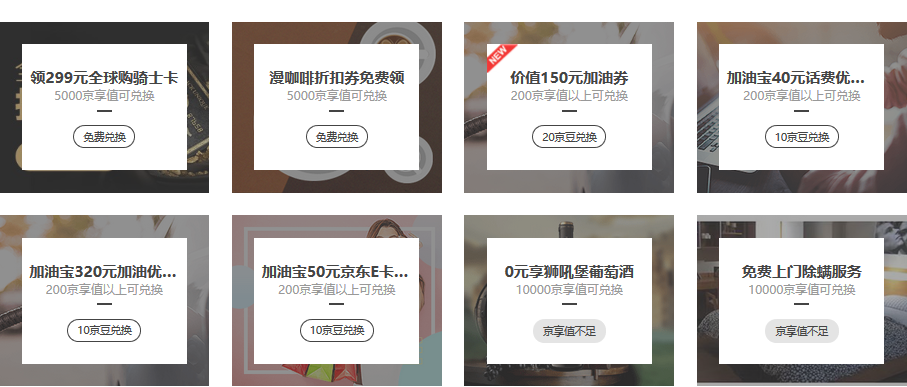 领299元全球购骑士卡
5000京享值可兑换
免费兑换
漫咖啡折扣券免费领
5000京享值可兑换
免费兑换
NEW
价值150元加油券
200京享值以上可兑换
20京豆兑换
加油宝40元话费优...
200京享值以上可兑换
10京豆兑换
加油宝320元加油优...
200京享值以上可兑换
10京豆兑换
加油宝50元京东E卡...
200京享值以上可兑换
10京豆兑换
0元享狮吼堡葡萄酒
10000京享值可兑换
京享值不足
免费上门除螨服务
10000京享值可兑换
京享值不足